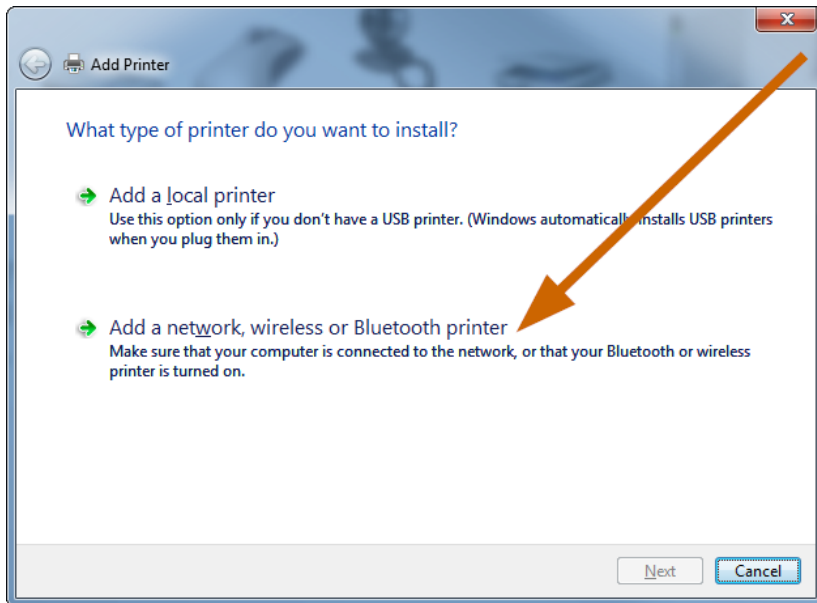 Add Printer
What type of printer do you want to install?
Add a local printer
Use this option only if you don't have a USB printer. (Windows automatically installs USB printers
when you plug them in.)
Add a network, wireless or Bluetooth printer
Make sure that your computer is connected to the network, or that your Bluetooth or wireless
printer is turned on.
Next
Cancel